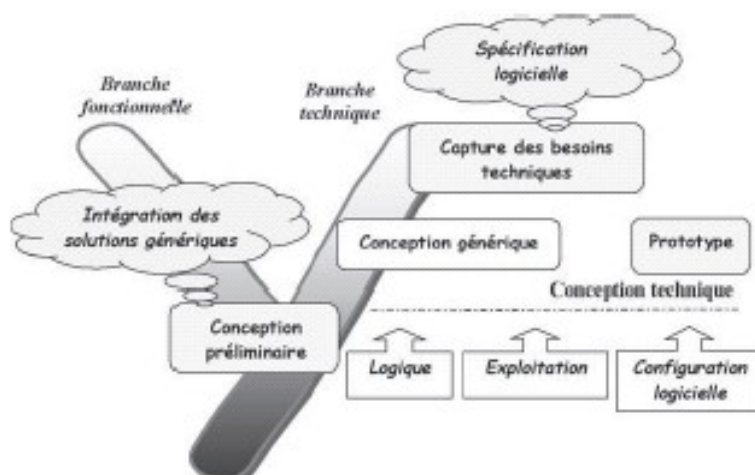 Spécification
logicielle
Branche
fonctionnelle
Branche
technique
Capture des besoins
techniques
Intégration des
solutions génériques
Conception générique
Prototype
Conception technique
Conception
préliminaire
Logique
Exploitation
Configuration
logicielle